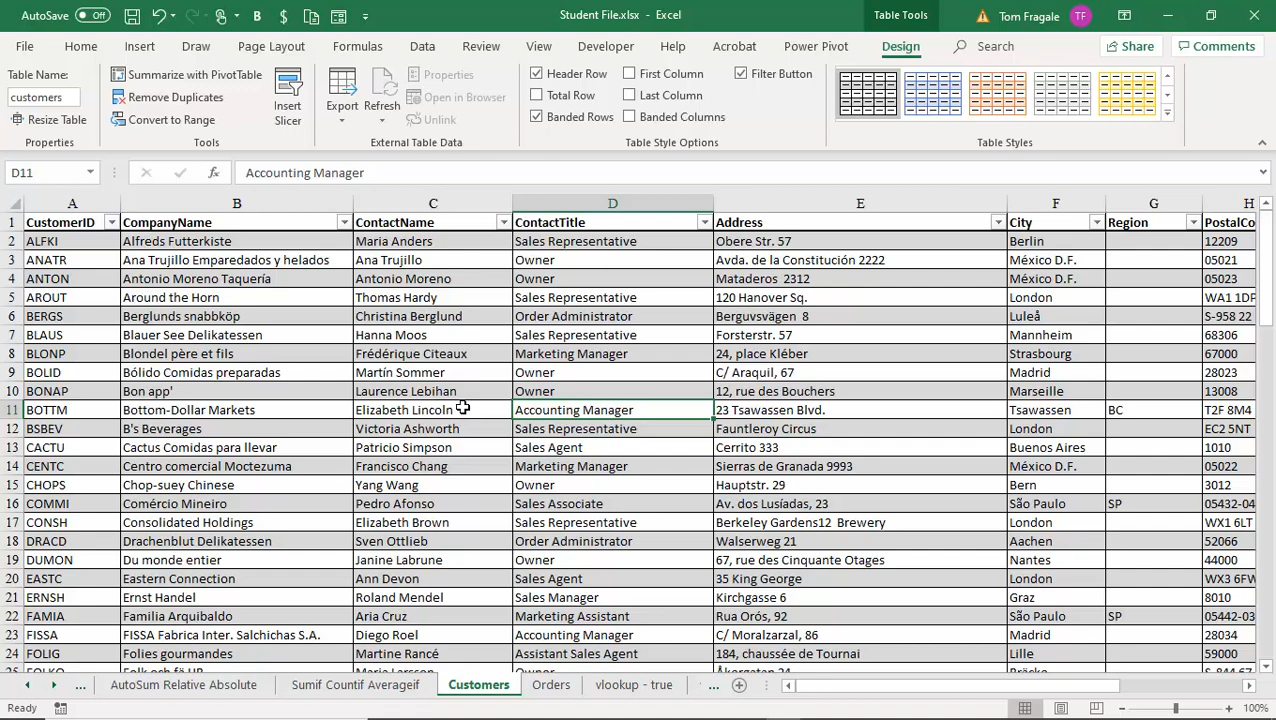 AutoSave Off Student File.xlsx - Excel Table Tools Tom Fragale TF
File Home Insert Draw Page Layout Formulas Data Review View Developer Help Acrobat Power Pivot Design Search Share Comments
Table Name:
customers
Resize Table
Properties
Summarize with PivotTable
Remove Duplicates
Convert to Range
Insert
Slicer
Tools
Export
Refresh
Properties
Open in Browser
Unlink
External Table Data
Header Row First Column Filter Button
Total Row Last Column
Banded Rows Banded Columns
Table Style Options
Table Styles
D11 fx Accounting Manager
A B C D E F G H
1 CustomerID CompanyName ContactName ContactTitle Address City Region PostalCo
2 ALFKI Alfreds Futterkiste Maria Anders Sales Representative Obere Str. 57 Berlin 12209
3 ANATR Ana Trujillo Emparedados y helados Ana Trujillo Owner Avda. de la Constitución 2222 México D.F. 05021
4 ANTON Antonio Moreno Taquería Antonio Moreno Owner Mataderos 2312 México D.F. 05023
5 AROUT Around the Horn Thomas Hardy Sales Representative 120 Hanover Sq. London WA1 1DP
6 BERGS Berglunds snabbköp Christina Berglund Order Administrator Berguvsvägen 8 Luleå S-958 22
7 BLAUS Blauer See Delikatessen Hanna Moos Sales Representative Forsterstr. 57 Mannheim 68306
8 BLONP Blondel père et fils Frédérique Citeaux Marketing Manager 24, place Kléber Strasbourg 67000
9 BOLID Bólido Comidas preparadas Martín Sommer Owner C/ Araquil, 67 Madrid 28023
10 BONAP Bon app' Laurence Lebihan Owner 12, rue des Bouchers Marseille 13008
11 BOTTM Bottom-Dollar Markets Elizabeth Lincoln Accounting Manager 23 Tsawassen Blvd. Tsawassen BC T2F 8M4
12 BSBEV B's Beverages Victoria Ashworth Sales Representative Fauntleroy Circus London EC2 5NT
13 CACTU Cactus Comidas para llevar Patricio Simpson Sales Agent Cerrito 333 Buenos Aires 1010
14 CENTC Centro comercial Moctezuma Francisco Chang Marketing Manager Sierras de Granada 9993 México D.F. 05022
15 CHOPS Chop-suey Chinese Yang Wang Owner Hauptstr. 29 Bern 3012
16 COMMI Comércio Mineiro Pedro Afonso Sales Associate Av. dos Lusíadas, 23 São Paulo SP 05432-04
17 CONSH Consolidated Holdings Elizabeth Brown Sales Representative Berkeley Gardens12 Brewery London WX1 6LT
18 DRACD Drachenblut Delikatessen Sven Ottlieb Order Administrator Walserweg 21 Aachen 52066
19 DUMON Du monde entier Janine Labrune Owner 67, rue des Cinquante Otages Nantes 44000
20 EASTC Eastern Connection Ann Devon Sales Agent 35 King George London WX3 6FW
21 ERNSH Ernst Handel Roland Mendel Sales Manager Kirchgasse 6 Graz 8010
22 FAMIA Familia Arquibaldo Aria Cruz Marketing Assistant Rua Orós, 92 São Paulo SP 05442-03
23 FISSA FISSA Fabrica Inter. Salchichas S.A. Diego Roel Accounting Manager C/ Moralzarzal, 86 Madrid 28034
24 FOLIG Folies gourmandes Martine Rancé Assistant Sales Agent 184, chaussée de Tournai Lille 59000
25 FOLKO Folk och fä HB Maria Larsson Owner Åkergatan 24 Bräcke S-844 67
... AutoSum Relative Absolute Sumif Countif Averageif Customers Orders vlookup - true ...
Ready 100%